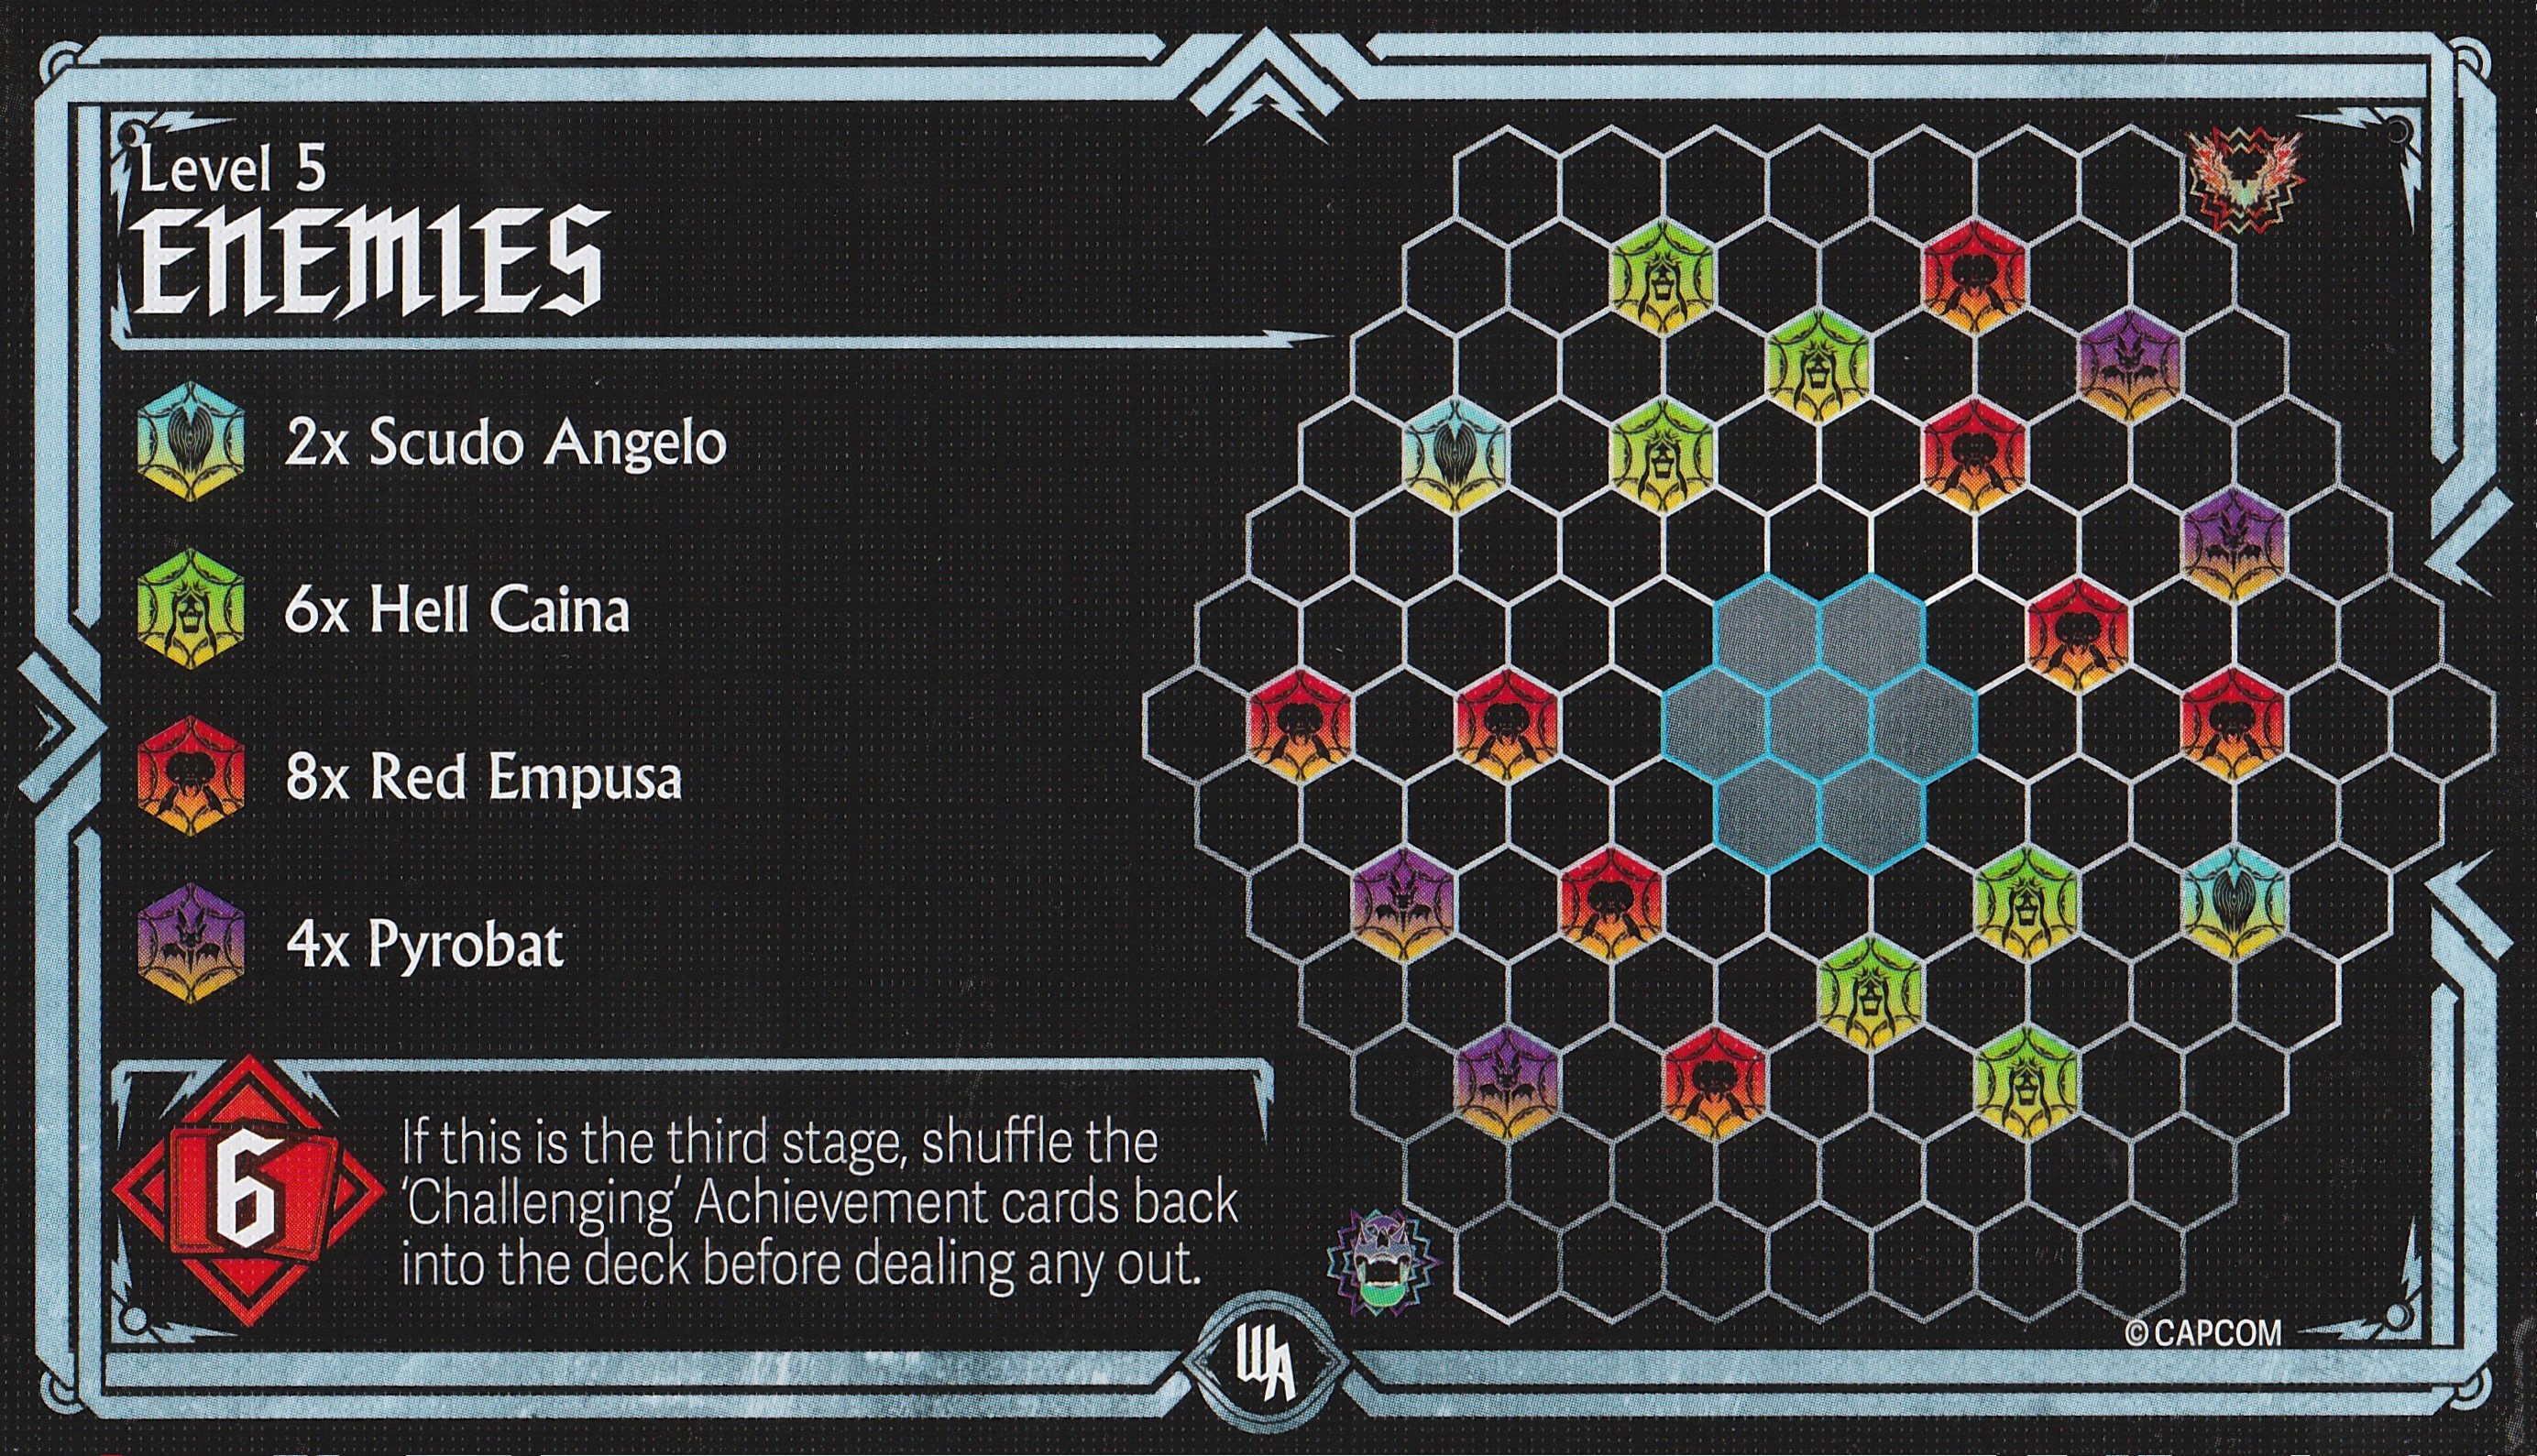 Level 5
ENEMIES
2x Scudo Angelo
6x Hell Caina
8x Red Empusa
4x Pyrobat
6
If this is the third stage, shuffle the
'Challenging' Achievement cards back
into the deck before dealing any out.
WA
©CAPCOM